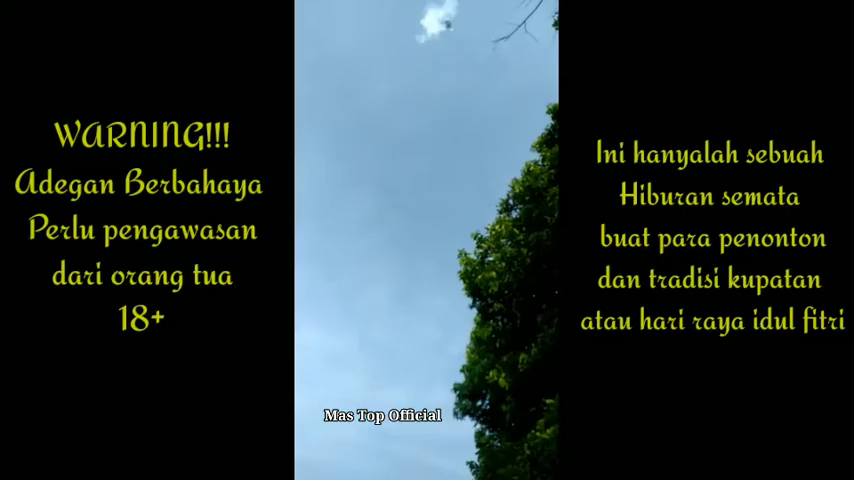 WARNING!!!
Adegan Berbahaya
Perlu pengawasan
dari orang tua
18+
Mas Top Official
Ini hanyalah sebuah
Hiburan semata
buat para penonton
dan tradisi kupatan
atau hari raya idul fitri